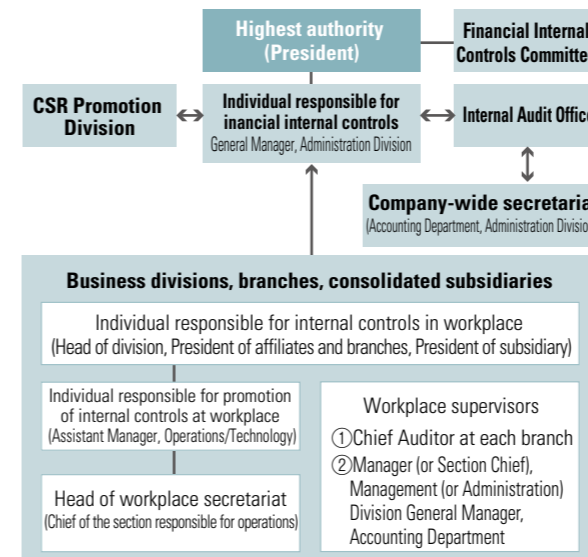 Highest authority
(President)
Financial Internal
Controls Committe
CSR Promotion
Division
Individual responsible for
inancial internal controls
General Manager, Administration Division
Internal Audit Offic
Company-wide secretaria
(Accounting Department, Administration Divisio
Business divisions, branches, consolidated subsidiaries
Individual responsible for internal controls in workplace
(Head of division, President of affiliates and branches, President of subsidiary)
Individual responsible for promotion
of internal controls at workplace
(Assistant Manager, Operations/Technology)
Head of workplace secretariat
(Chief of the section responsible for operations)
Workplace supervisors
①Chief Auditor at each branch
②Manager (or Section Chief),
Management (or Administration)
Division General Manager,
Accounting Department